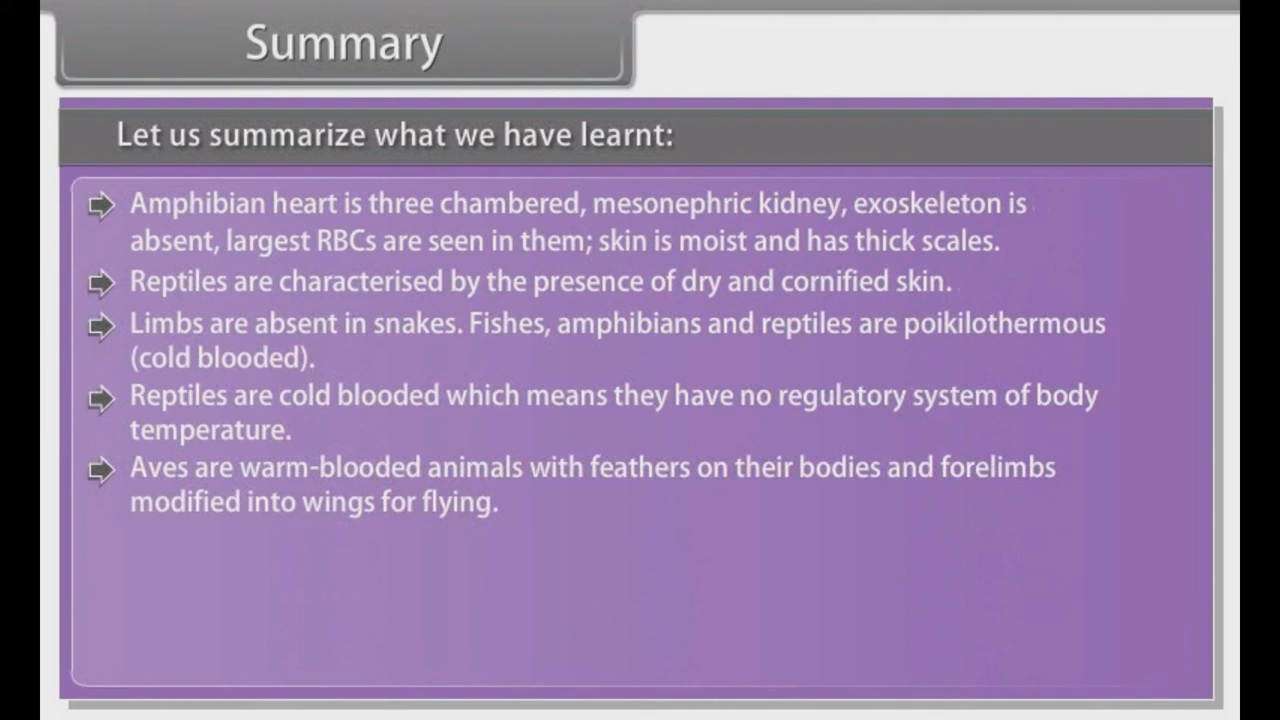 Summary
Let us summarize what we have learnt:
Amphibian heart is three chambered, mesonephric kidney, exoskeleton is
absent, largest RBCs are seen in them; skin is moist and has thick scales.
Reptiles are characterised by the presence of dry and cornified skin.
Limbs are absent in snakes. Fishes, amphibians and reptiles are poikilothermous
(cold blooded).
Reptiles are cold blooded which means they have no regulatory system of body
temperature.
Aves are warm-blooded animals with feathers on their bodies and forelimbs
modified into wings for flying.